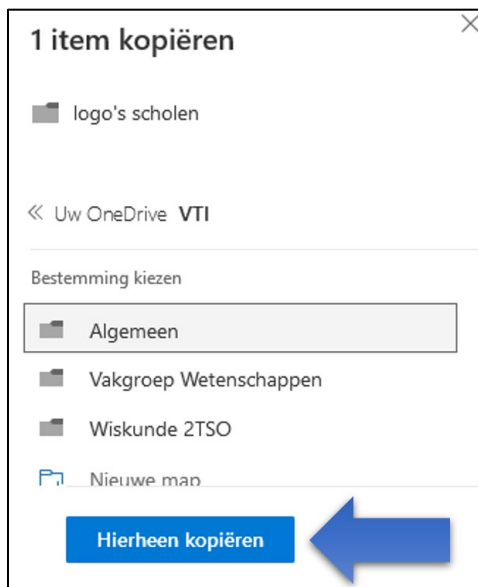 1 item kopiëren
logo's scholen
Uw OneDrive VTI
Bestemming kiezen
Algemeen
Vakgroep Wetenschappen
Wiskunde 2TSO
Nieuwe map
Hierheen kopiëren